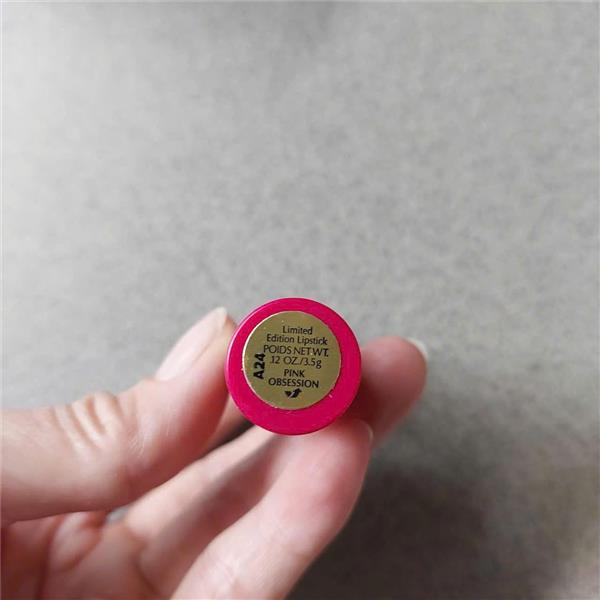 Limited
Edition Lipstick
POIDS NET WT.
.12 OZ./3.5g
PINK
OBSESSION
A24